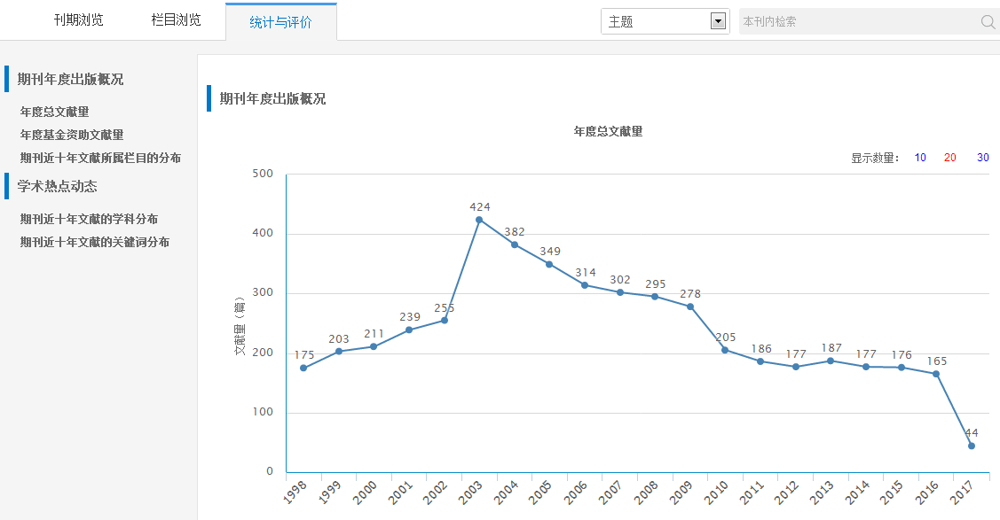 刊期浏览 栏目浏览 统计与评价 主题 本刊内检索
期刊年度出版概况
年度总文献量
年度基金资助文献量
期刊近十年文献所属栏目的分布
学术热点动态
期刊近十年文献的学科分布
期刊近十年文献的关键词分布
期刊年度出版概况
年度总文献量
显示数量: 10 20 30
文献量（篇）
500
400
300
200
100
0
175 203 211 239 255 424 382 349 314 302 295 278 205 186 177 187 177 176 165 44
1998 1999 2000 2001 2002 2003 2004 2005 2006 2007 2008 2009 2010 2011 2012 2013 2014 2015 2016 2017